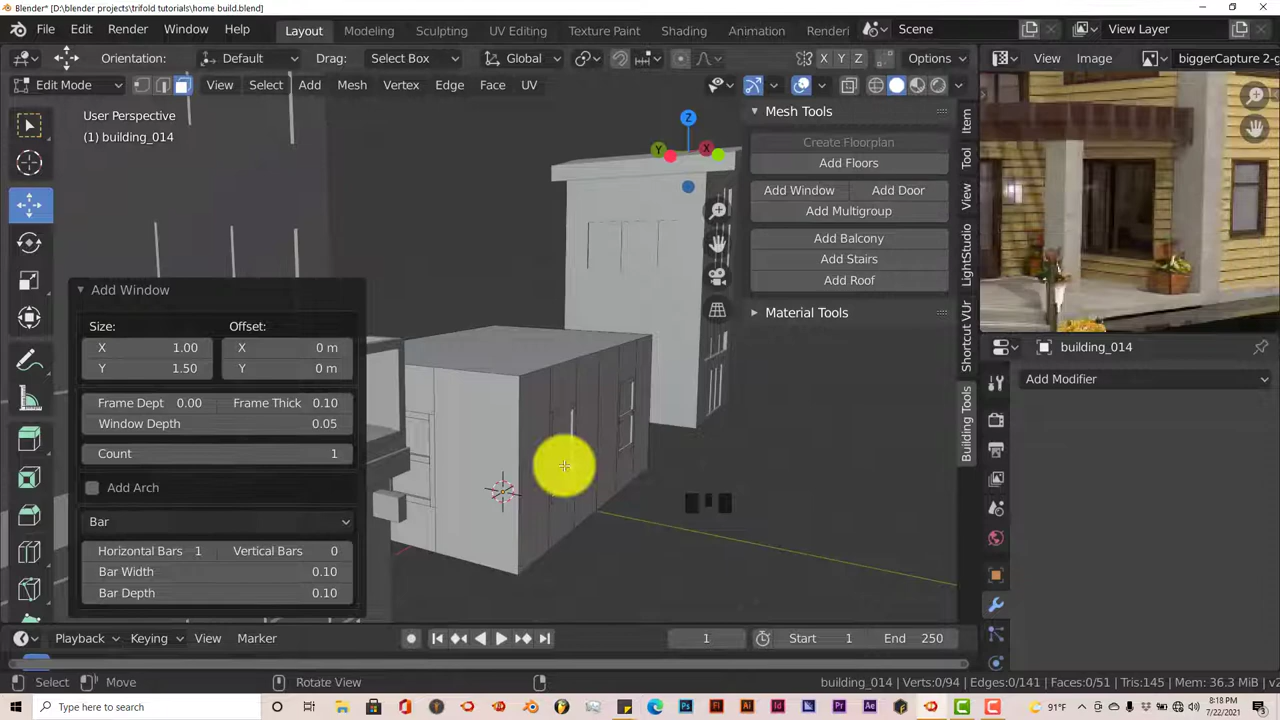 Blender* [D:\blender projects\trifold tutorials\home build.blend]
File Edit Render Window Help Layout Modeling Sculpting UV Editing Texture Paint Shading Animation Renderi Scene View Layer
Orientation: Default Drag: Select Box Global X Y Z Options View Image biggerCapture 2-g
Edit Mode View Select Add Mesh Vertex Edge Face UV
User Perspective
(1) building_014
Z
Y
X
Mesh Tools
Create Floorplan
Add Floors
Add Window Add Door
Add Multigroup
Add Balcony
Add Stairs
Add Roof
Material Tools
Item
Tool
View
LightStudio
Shortcut VUr
Building Tools
Add Window
Size: Offset:
X 1.00 X 0 m
Y 1.50 Y 0 m
Frame Dept 0.00 Frame Thick 0.10
Window Depth 0.05
Count 1
Add Arch
Bar
Horizontal Bars 1 Vertical Bars 0
Bar Width 0.10
Bar Depth 0.10
building_014
Add Modifier
Playback Keying View Marker 1 Start 1 End 250
Select Move Rotate View building_014 | Verts:0/94 | Edges:0/141 | Faces:0/51 | Tris:145 | Mem: 36.3 MiB | v2
Type here to search 91°F 8:18 PM
7/22/2021